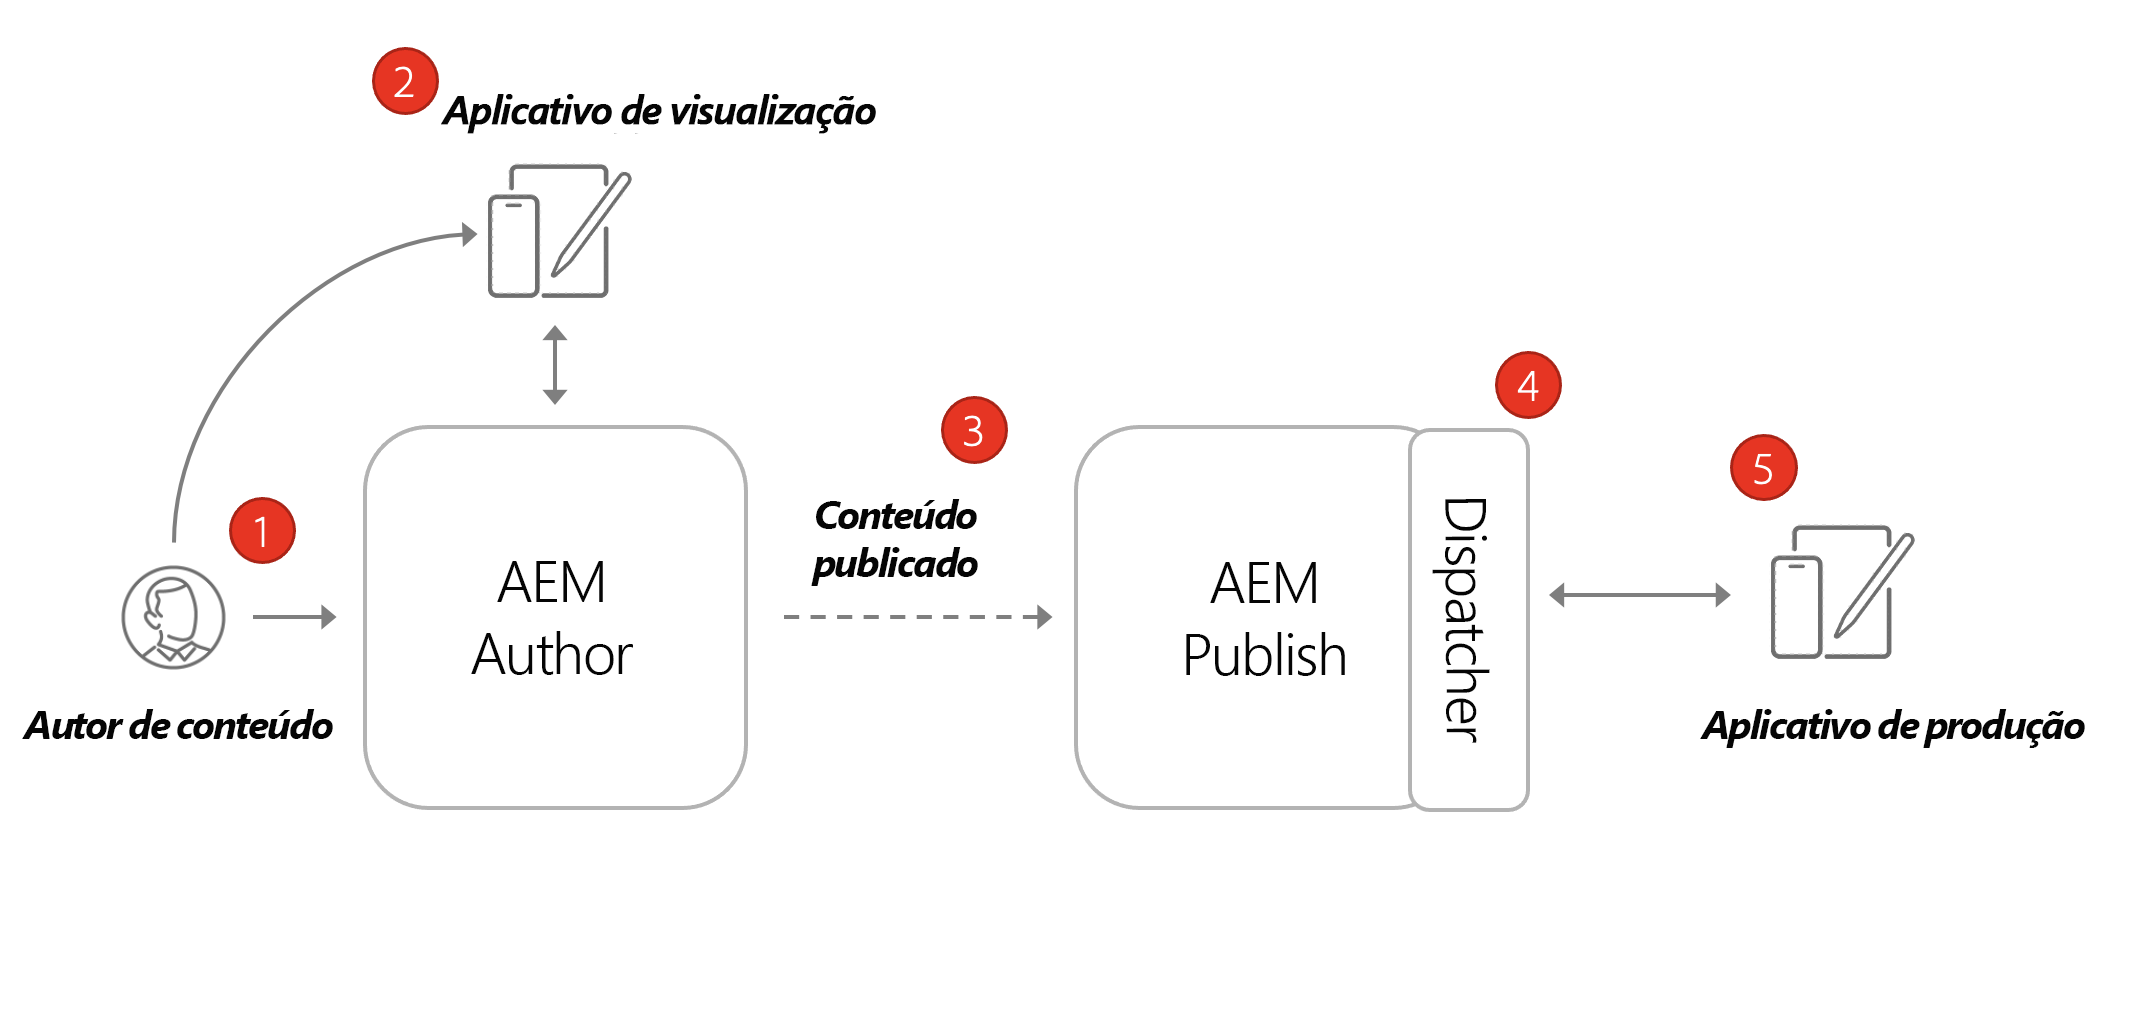 2
Aplicativo de visualização
1
Autor de conteúdo
AEM
Author
3
Conteúdo
publicado
AEM
Publish
4
Dispatcher
5
Aplicativo de produção